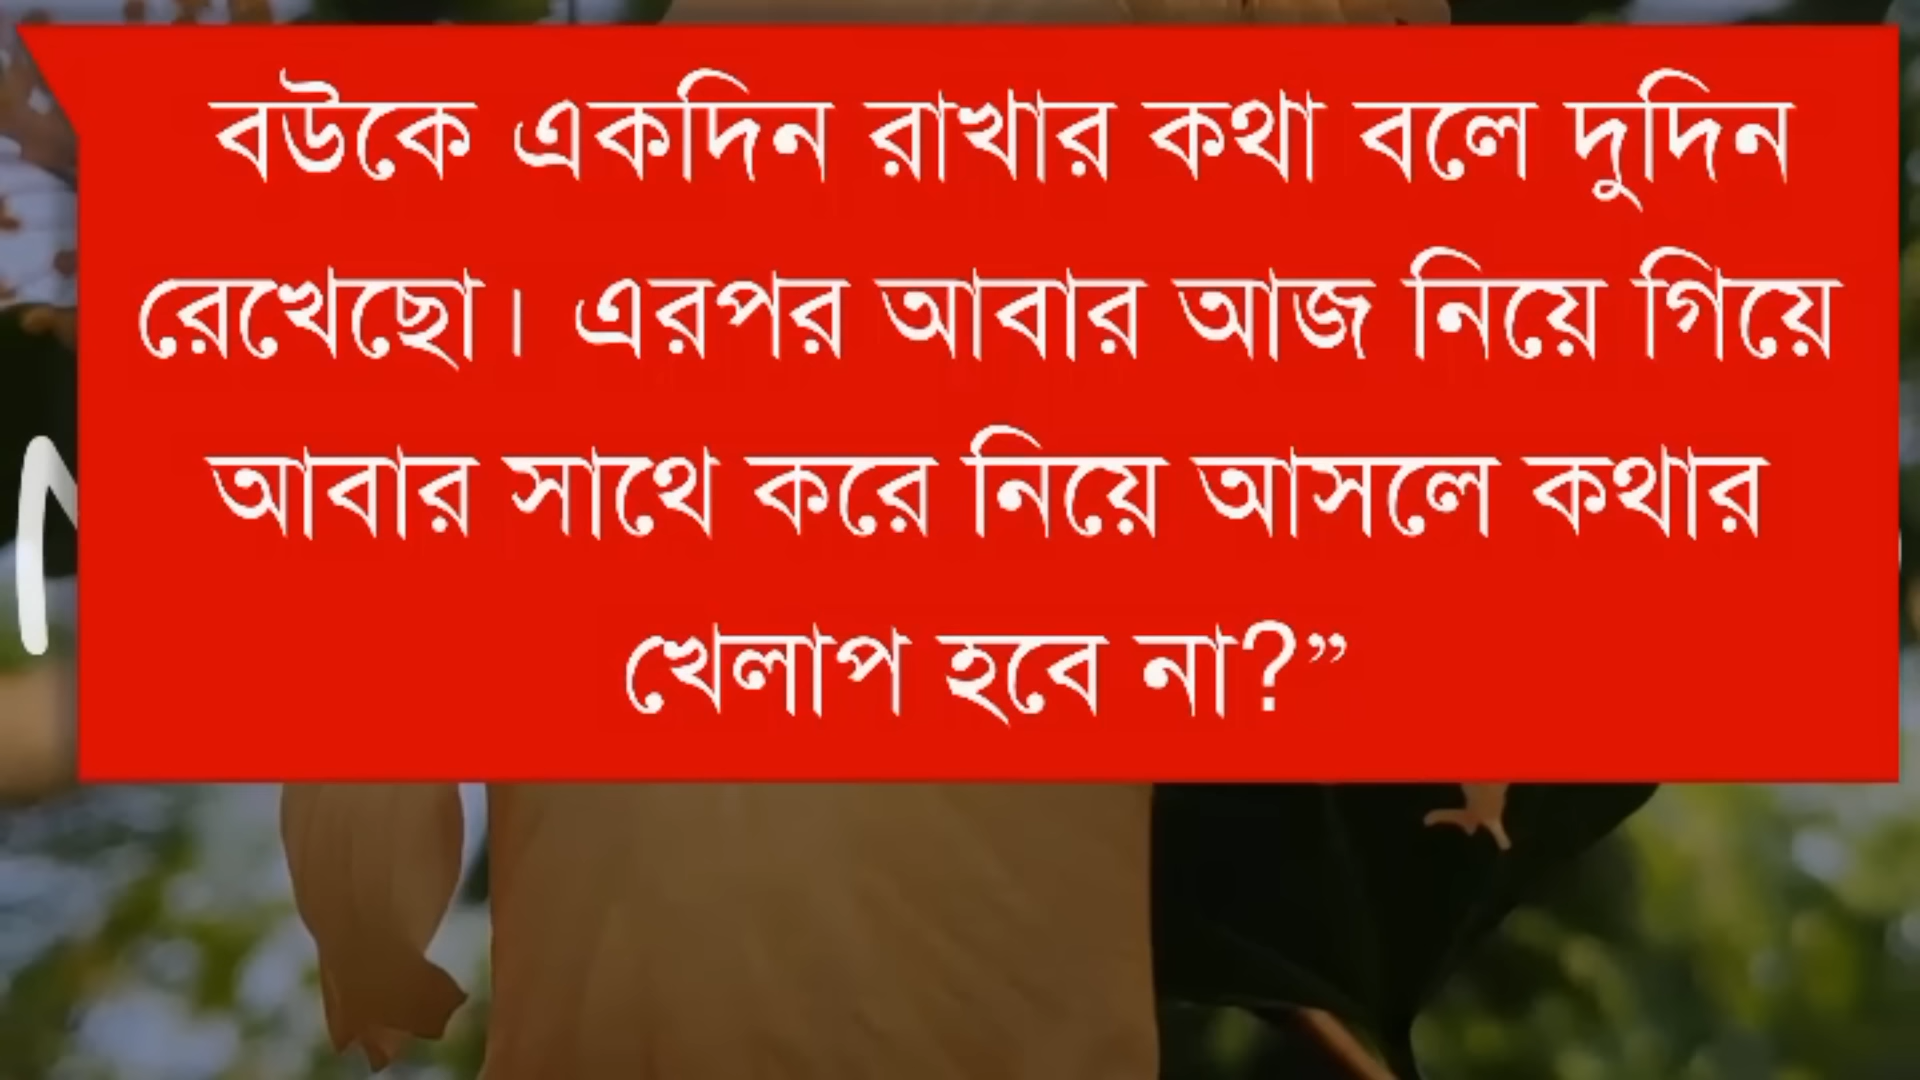 বউকে একদিন রাখার কথা বলে দুদিন
রেখেছো। এরপর আবার আজ নিয়ে গিয়ে
আবার সাথে করে নিয়ে আসলে কথার
খেলাপ হবে না?”